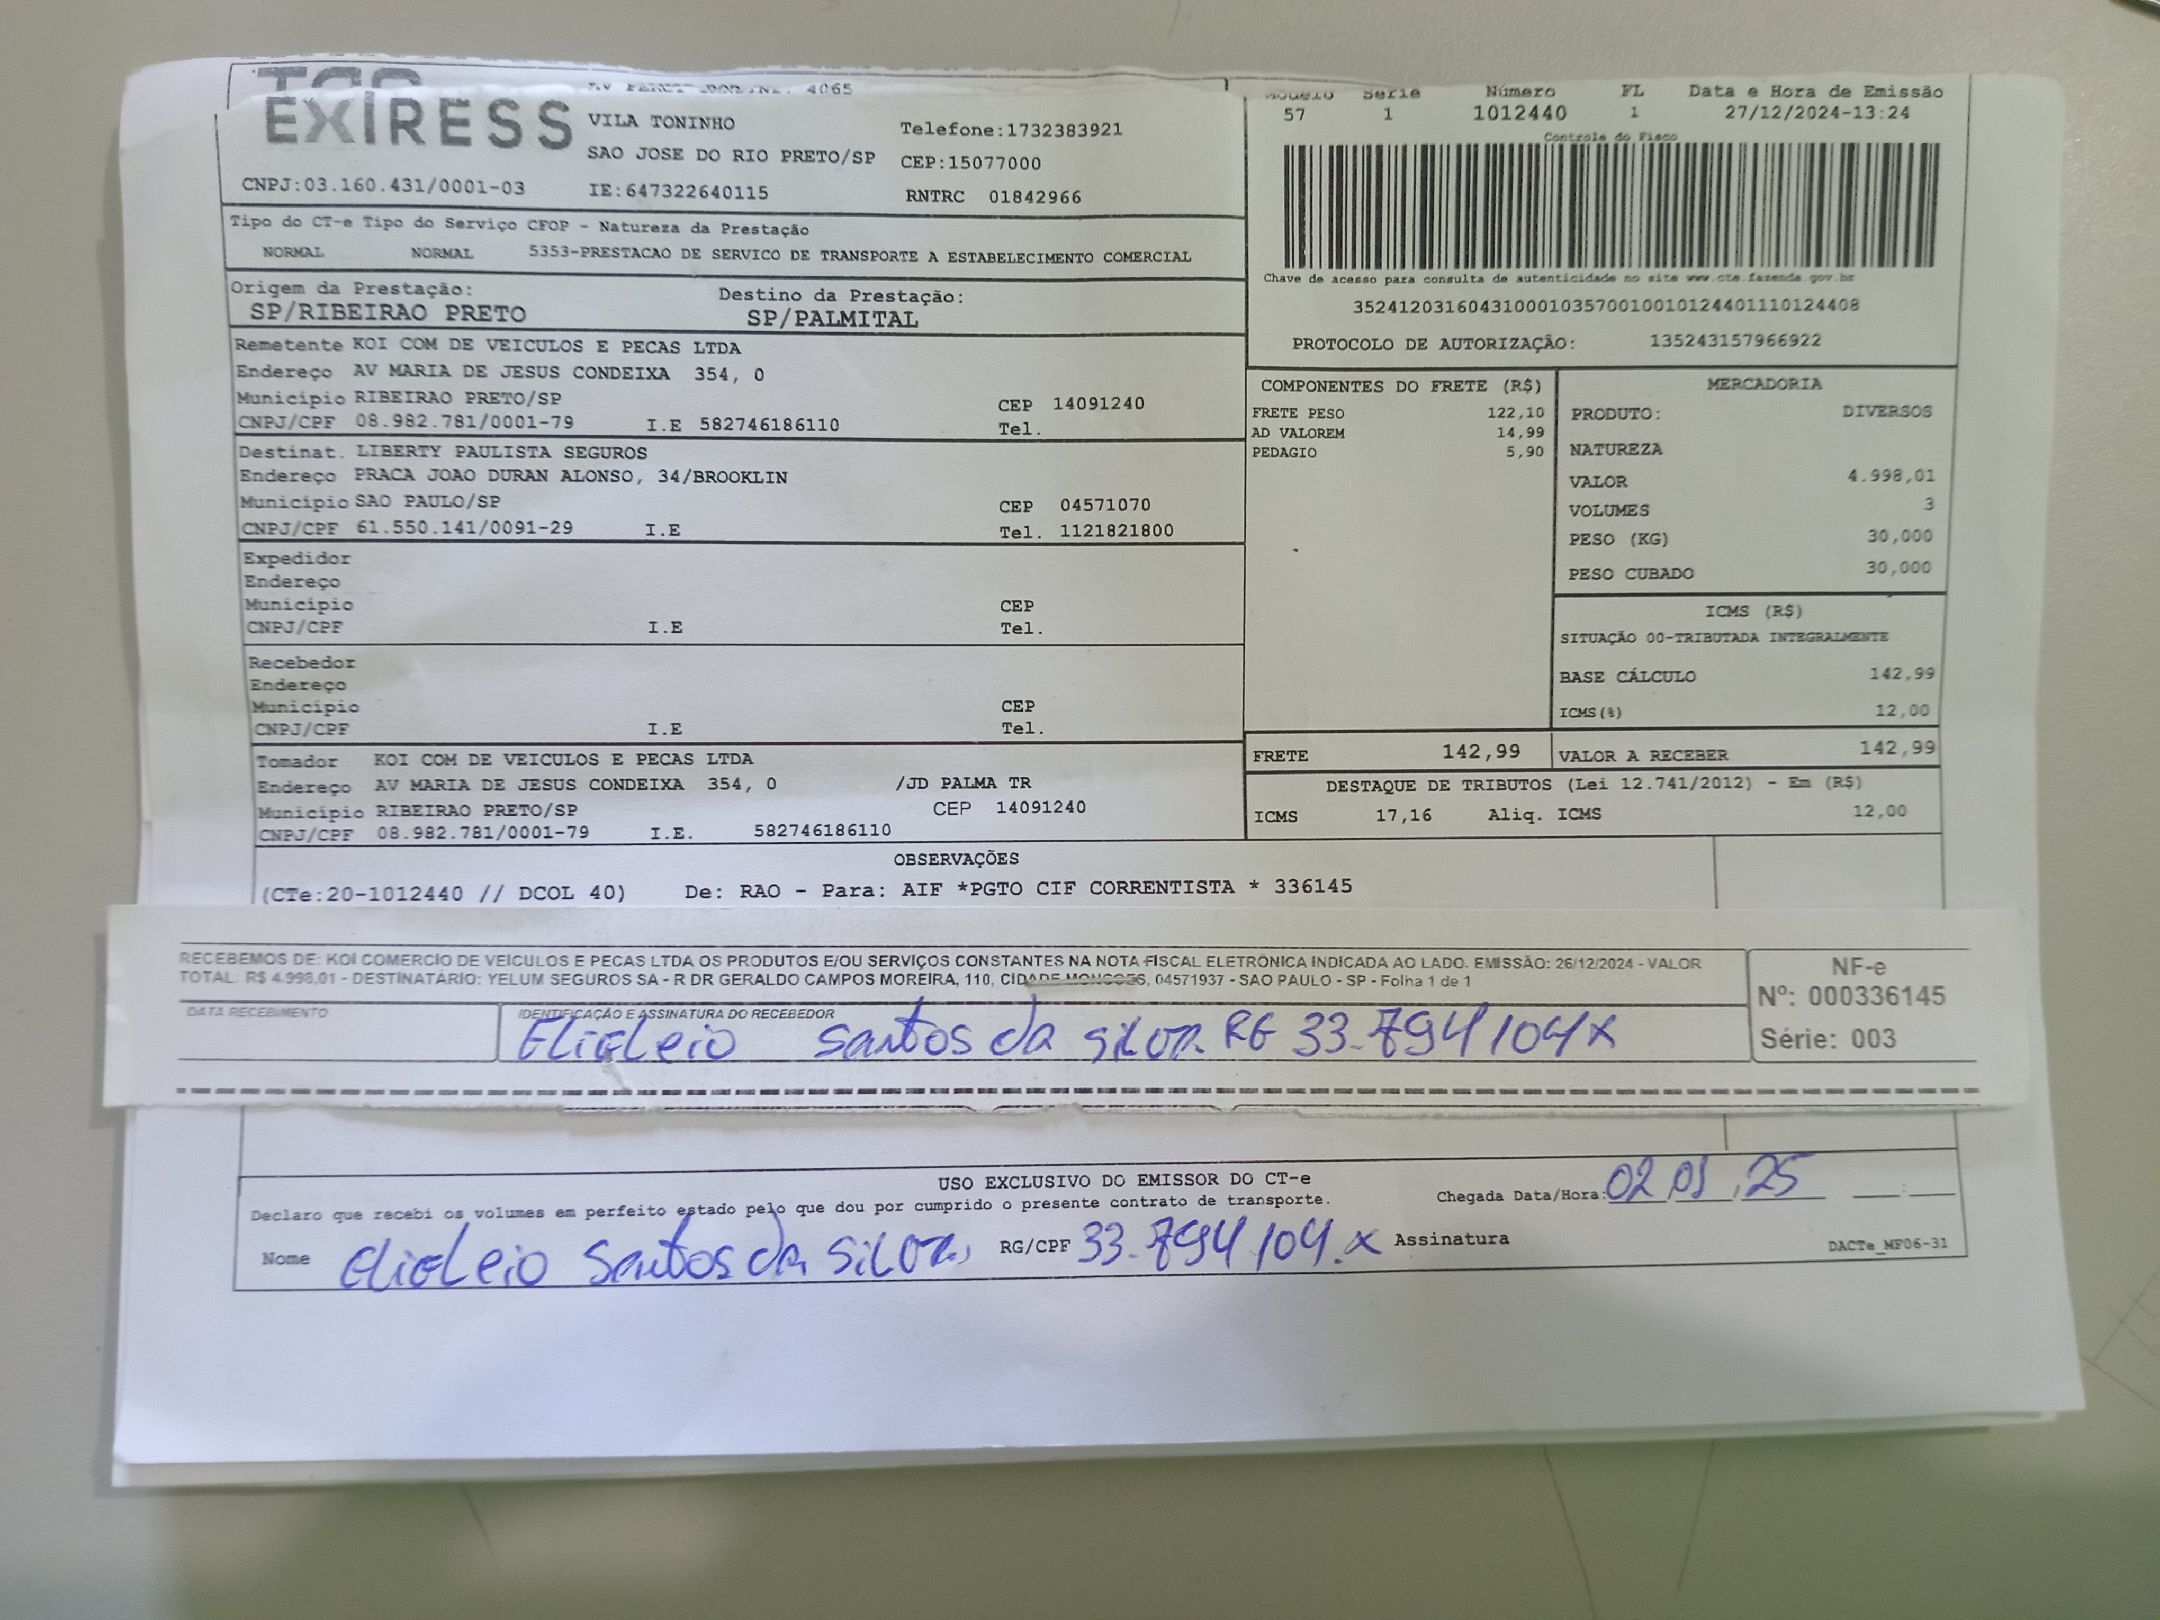 EXPRESS
4065
VILA TONINHO
Telefone:1732383921
SAO JOSE DO RIO PRETO/SP CEP:15077000
CNPJ:03.160.431/0001-03 IE:647322640115 RNTRC 01842966
Modelo Serie Número FL Data e Hora de Emissão
57 1 1012440 1 27/12/2024-13:24
Controle do Fisco
Chave de acesso para consulta de autenticidade no site www.cte.fazenda.gov.br
35241203160431000103570010010124401110124408
PROTOCOLO DE AUTORIZAÇÃO: 135243157966922
Tipo do CT-e Tipo do Serviço CFOP - Natureza da Prestação
NORMAL NORMAL 5353-PRESTACAO DE SERVICO DE TRANSPORTE A ESTABELECIMENTO COMERCIAL
Origem da Prestação: Destino da Prestação:
SP/RIBEIRAO PRETO SP/PALMITAL
Remetente KOI COM DE VEICULOS E PECAS LTDA
Endereço AV MARIA DE JESUS CONDEIXA 354, 0
Município RIBEIRAO PRETO/SP CEP 14091240
CNPJ/CPF 08.982.781/0001-79 I.E 582746186110 Tel.
Destinat. LIBERTY PAULISTA SEGUROS
Endereço PRACA JOAO DURAN ALONSO, 34/BROOKLIN
Município SAO PAULO/SP CEP 04571070
CNPJ/CPF 61.550.141/0091-29 I.E Tel. 1121821800
Expedidor
Endereço
Município CEP
CNPJ/CPF I.E Tel.
Recebedor
Endereço
Município CEP
CNPJ/CPF I.E Tel.
Tomador KOI COM DE VEICULOS E PECAS LTDA
Endereço AV MARIA DE JESUS CONDEIXA 354, 0 /JD PALMA TR
Município RIBEIRAO PRETO/SP CEP 14091240
CNPJ/CPF 08.982.781/0001-79 I.E. 582746186110
COMPONENTES DO FRETE (R$)
FRETE PESO 122,10
AD VALOREM 14,99
PEDAGIO 5,90
MERCADORIA
PRODUTO: DIVERSOS
NATUREZA
VALOR 4.998,01
VOLUMES 3
PESO (KG) 30,000
PESO CUBADO 30,000
ICMS (R$)
SITUAÇÃO 00-TRIBUTADA INTEGRALMENTE
BASE CÁLCULO 142,99
ICMS(%) 12,00
FRETE 142,99 VALOR A RECEBER 142,99
DESTAQUE DE TRIBUTOS (Lei 12.741/2012) - Em (R$)
ICMS 17,16 Aliq. ICMS 12,00
OBSERVAÇÕES
(CTe:20-1012440 // DCOL 40) De: RAO - Para: AIF *PGTO CIF CORRENTISTA * 336145
RECEBEMOS DE: KOI COMERCIO DE VEICULOS E PECAS LTDA OS PRODUTOS E/OU SERVIÇOS CONSTANTES NA NOTA FISCAL ELETRÔNICA INDICADA AO LADO. EMISSÃO: 26/12/2024 - VALOR
TOTAL: R$ 4.998,01 - DESTINATÁRIO: YELUM SEGUROS SA - R DR GERALDO CAMPOS MOREIRA, 110, CIDADE MONCOES, 04571937 - SAO PAULO - SP - Folha 1 de 1
DATA RECEBIMENTO IDENTIFICAÇÃO E ASSINATURA DO RECEBEDOR
Santos da Silva RG 33.794104X
NF-e
Nº: 000336145
Série: 003
USO EXCLUSIVO DO EMISSOR DO CT-e
Declaro que recebi os volumes em perfeito estado pelo que dou por cumprido o presente contrato de transporte.
Chegada Data/Hora: 02 01 25
Nome Santos da Silva RG/CPF 33.794104.X Assinatura
DACTe_MF06-31